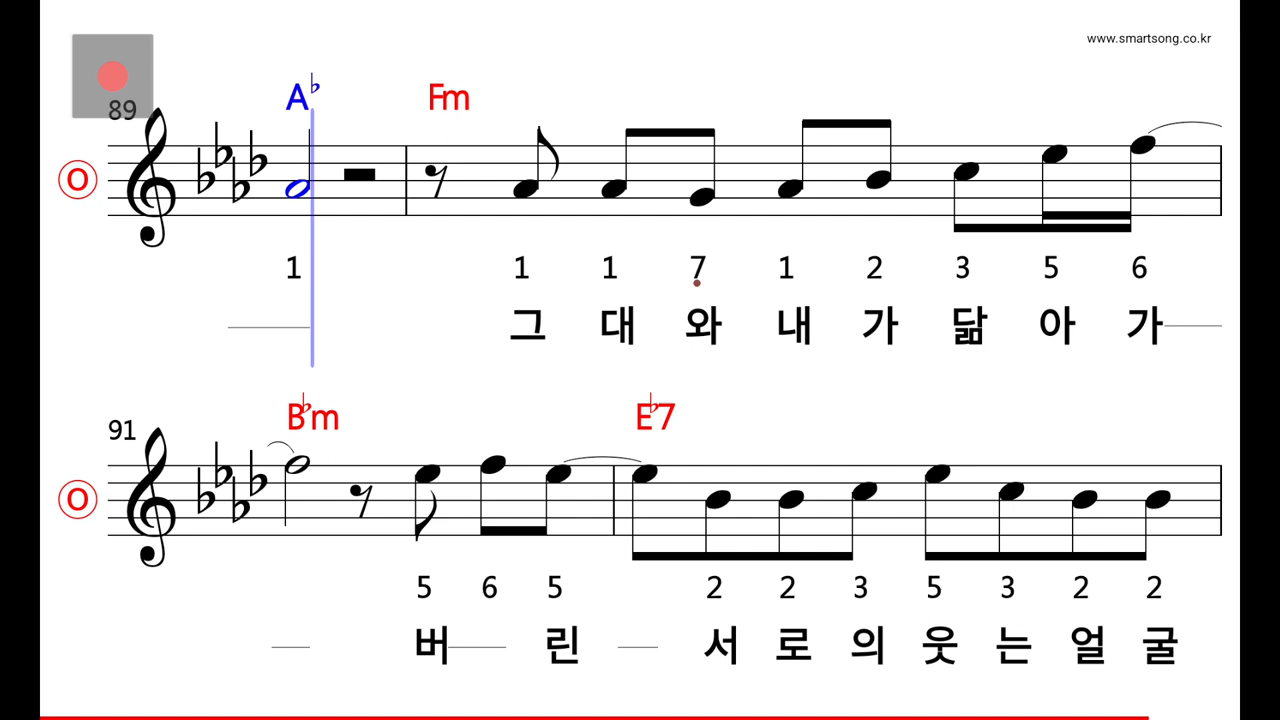 www.smartsong.co.kr
A♭ Fm
89
O
1 1 1 7 1 2 3 5 6
그 대 와 내 가 닮 아 가
B♭m E♭7
91
O
5 6 5 2 2 3 5 3 2 2
버 린 서 로 의 웃 는 얼 굴